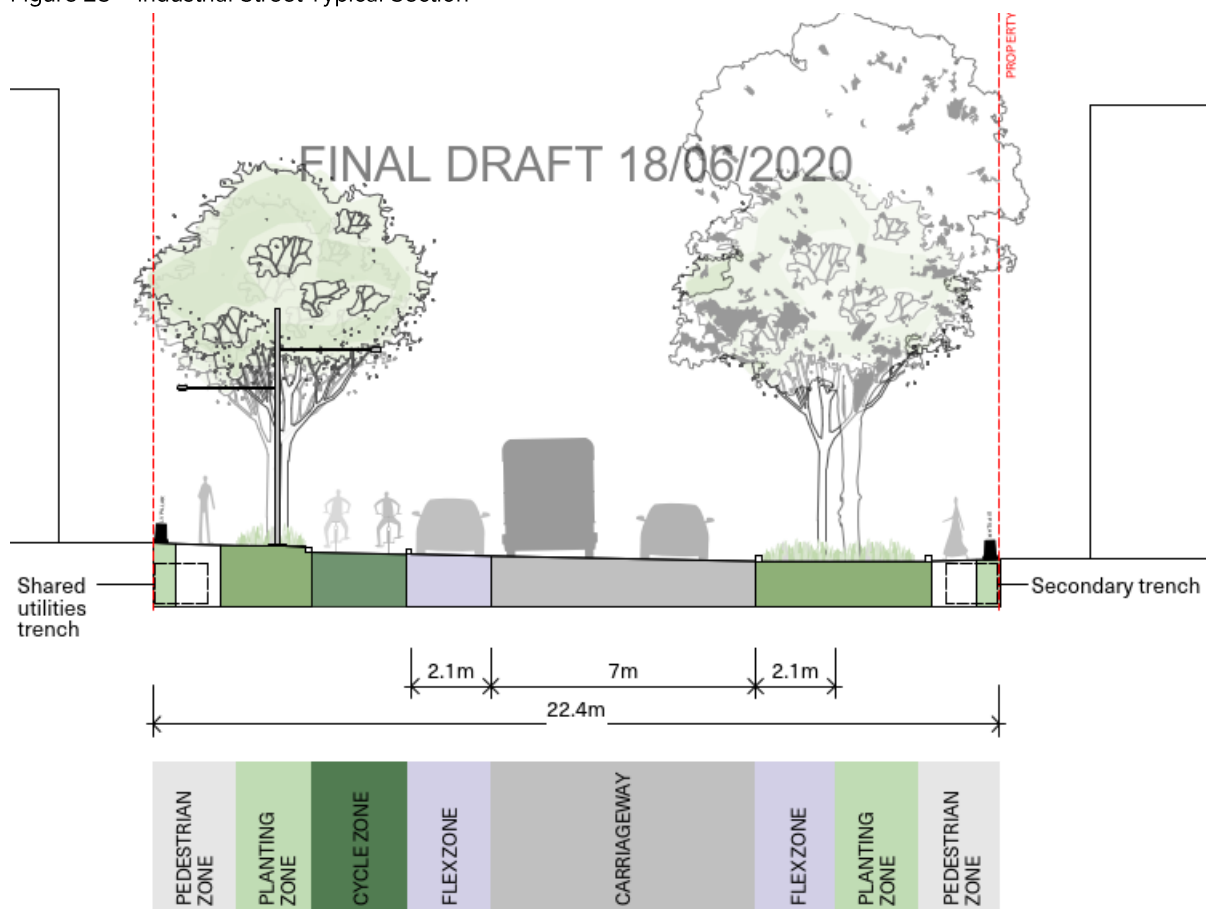 PROPERTY
FINAL DRAFT 18/06/2020
Shared
utilities
trench
Secondary trench
2.1m
7m
2.1m
22.4m
PEDESTRIAN
ZONE
PLANTING
ZONE
CYCLE ZONE
FLEXZONE
CARRIAGEWAY
FLEXZONE
PLANTING
ZONE
PEDESTRIAN
ZONE